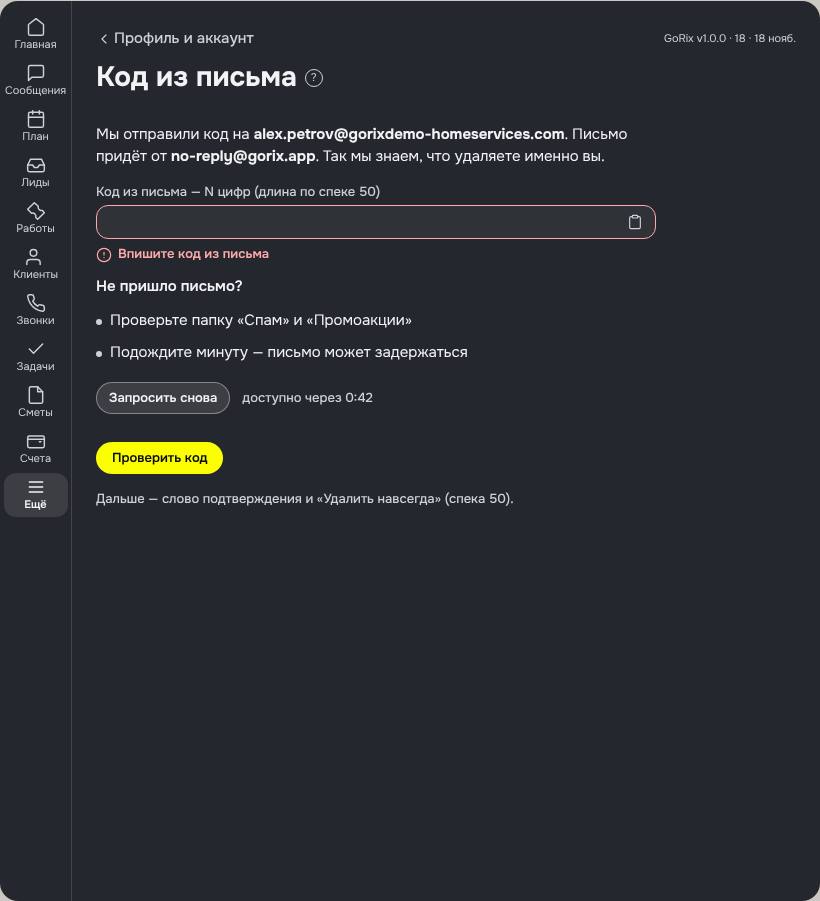 Главная
Сообщения
План
Лиды
Работы
Клиенты
Звонки
Задачи
Сметы
Счета
Ещё
Профиль и аккаунт
GoRix v1.0.0 · 18 · 18 нояб.
Код из письма ?
Мы отправили код на alex.petrov@gorixdemo-homeservices.com. Письмо
придёт от no-reply@gorix.app. Так мы знаем, что удаляете именно вы.
Код из письма — N цифр (длина по спеке 50)
Впишите код из письма
Не пришло письмо?
Проверьте папку «Спам» и «Промоакции»
Подождите минуту — письмо может задержаться
Запросить снова
доступно через 0:42
Проверить код
Дальше — слово подтверждения и «Удалить навсегда» (спека 50).